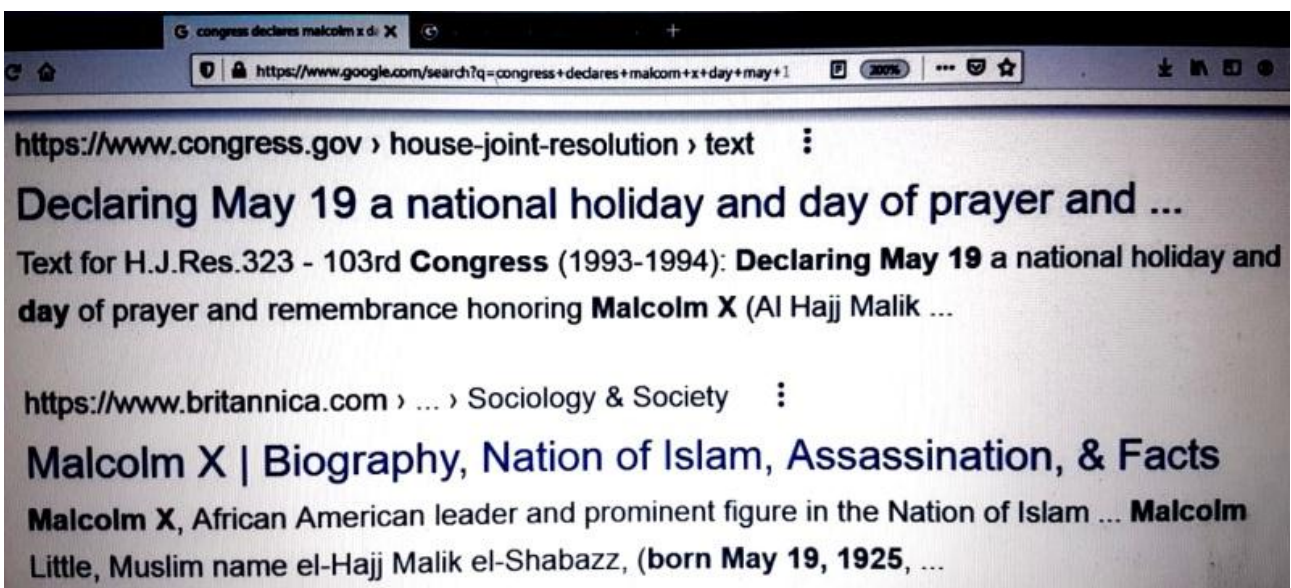 congress declares malcolm x d
https://www.google.com/search?q=congress+declares+malcom+x+day+may+1
200%
https://www.congress.gov › house-joint-resolution › text
Declaring May 19 a national holiday and day of prayer and ...
Text for H.J.Res.323 - 103rd Congress (1993-1994): Declaring May 19 a national holiday and
day of prayer and remembrance honoring Malcolm X (Al Hajj Malik ...
https://www.britannica.com › ... › Sociology & Society
Malcolm X | Biography, Nation of Islam, Assassination, & Facts
Malcolm X, African American leader and prominent figure in the Nation of Islam ... Malcolm
Little, Muslim name el-Hajj Malik el-Shabazz, (born May 19, 1925, ...